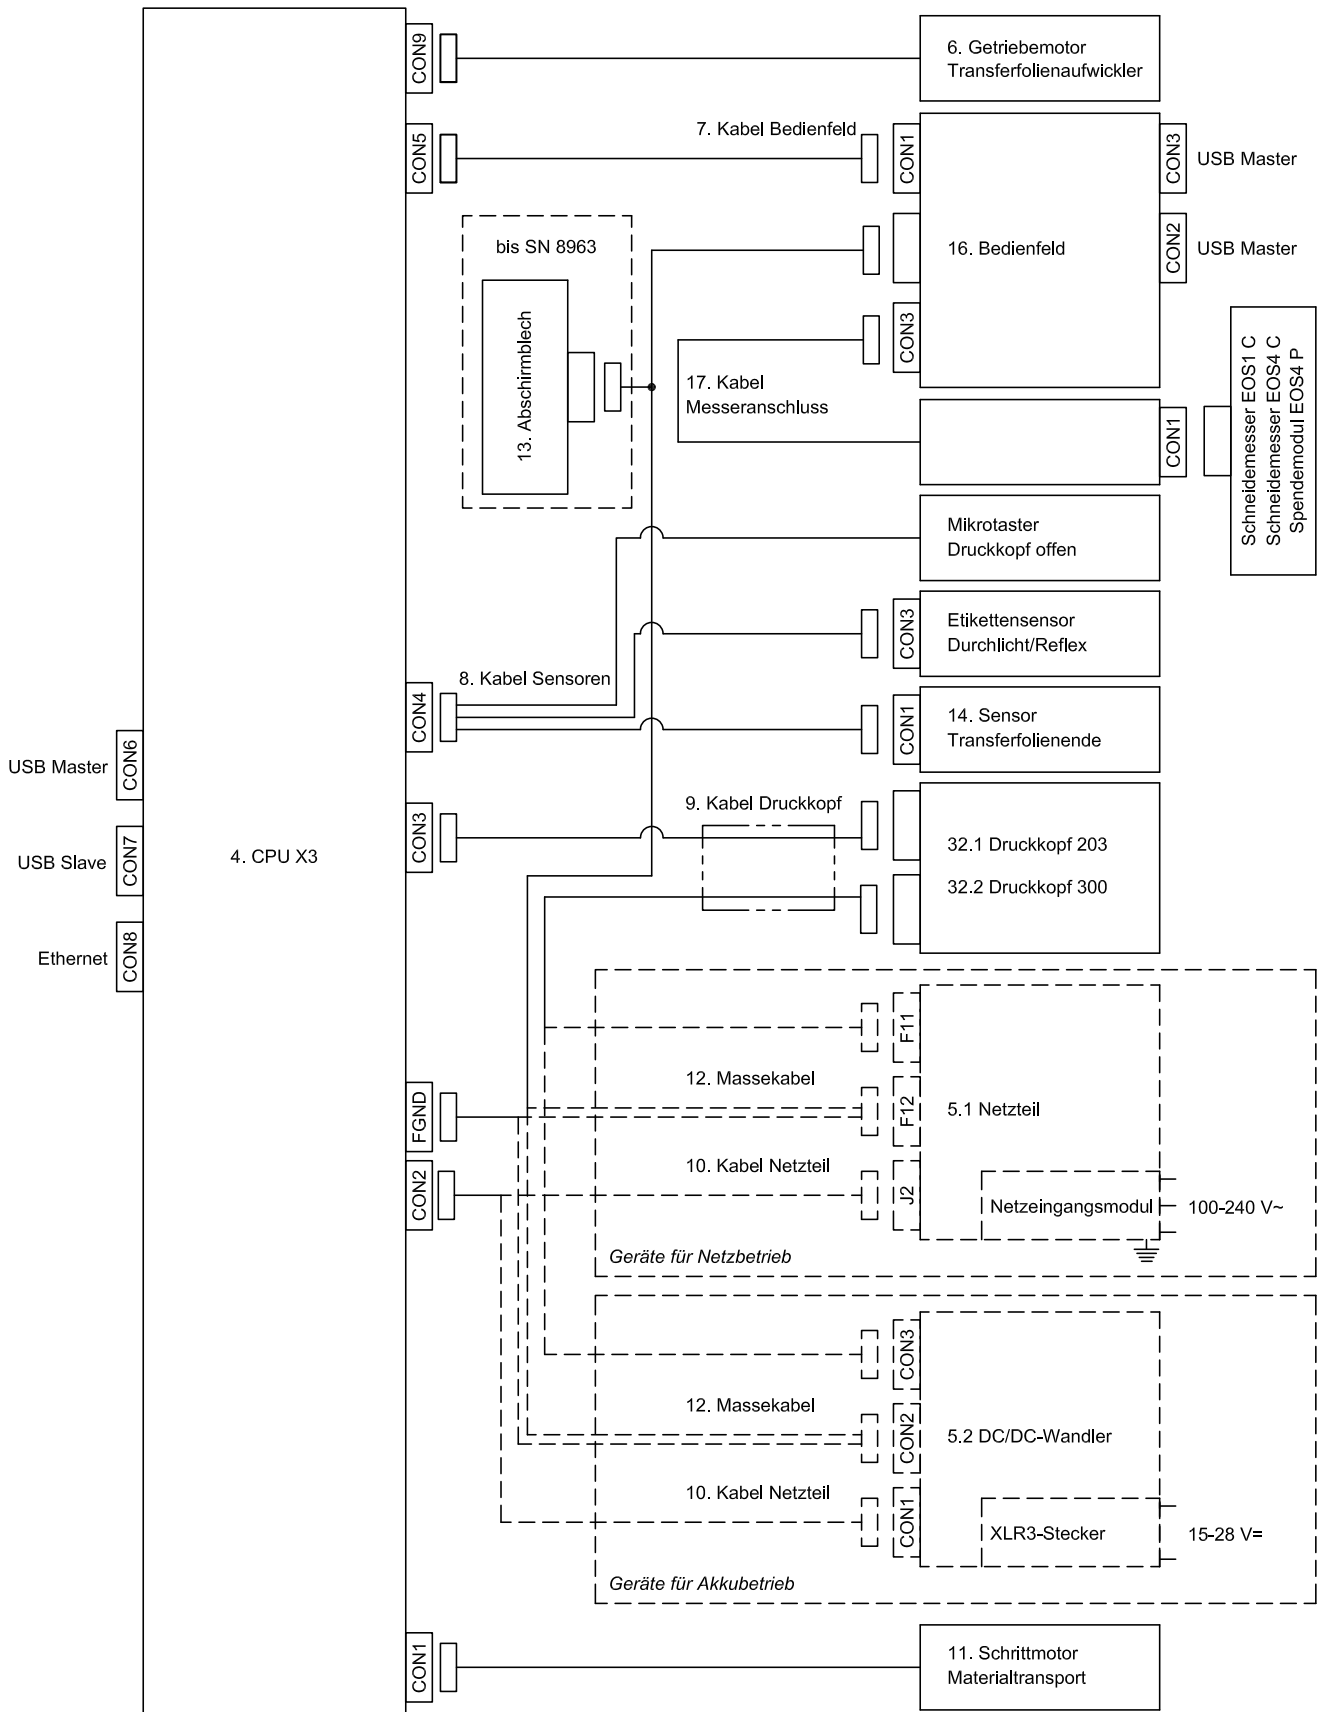 CON9
6. Getriebemotor
Transferfolienaufwickler
CON5
7. Kabel Bedienfeld
CON1
CON3
USB Master
bis SN 8963
16. Bedienfeld
CON2
USB Master
13. Abschirmblech
CON3
17. Kabel
Messeranschluss
CON1
Schneidemesser EOS1 C
Schneidemesser EOS4 C
Spendemodul EOS4 P
Mikrotaster
Druckkopf offen
CON3
Etikettensensor
Durchlicht/Reflex
8. Kabel Sensoren
CON4
CON1
14. Sensor
Transferfolienende
USB Master
CON6
9. Kabel Druckkopf
CON3
32.1 Druckkopf 203
USB Slave
CON7
4. CPU X3
32.2 Druckkopf 300
Ethernet
CON8
F11
12. Massekabel
FGND
F12
5.1 Netzteil
10. Kabel Netzteil
CON2
J2
Netzeingangsmodul
100-240 V~
Geräte für Netzbetrieb
CON3
12. Massekabel
CON2
5.2 DC/DC-Wandler
10. Kabel Netzteil
CON1
XLR3-Stecker
15-28 V=
Geräte für Akkubetrieb
CON1
11. Schrittmotor
Materialtransport